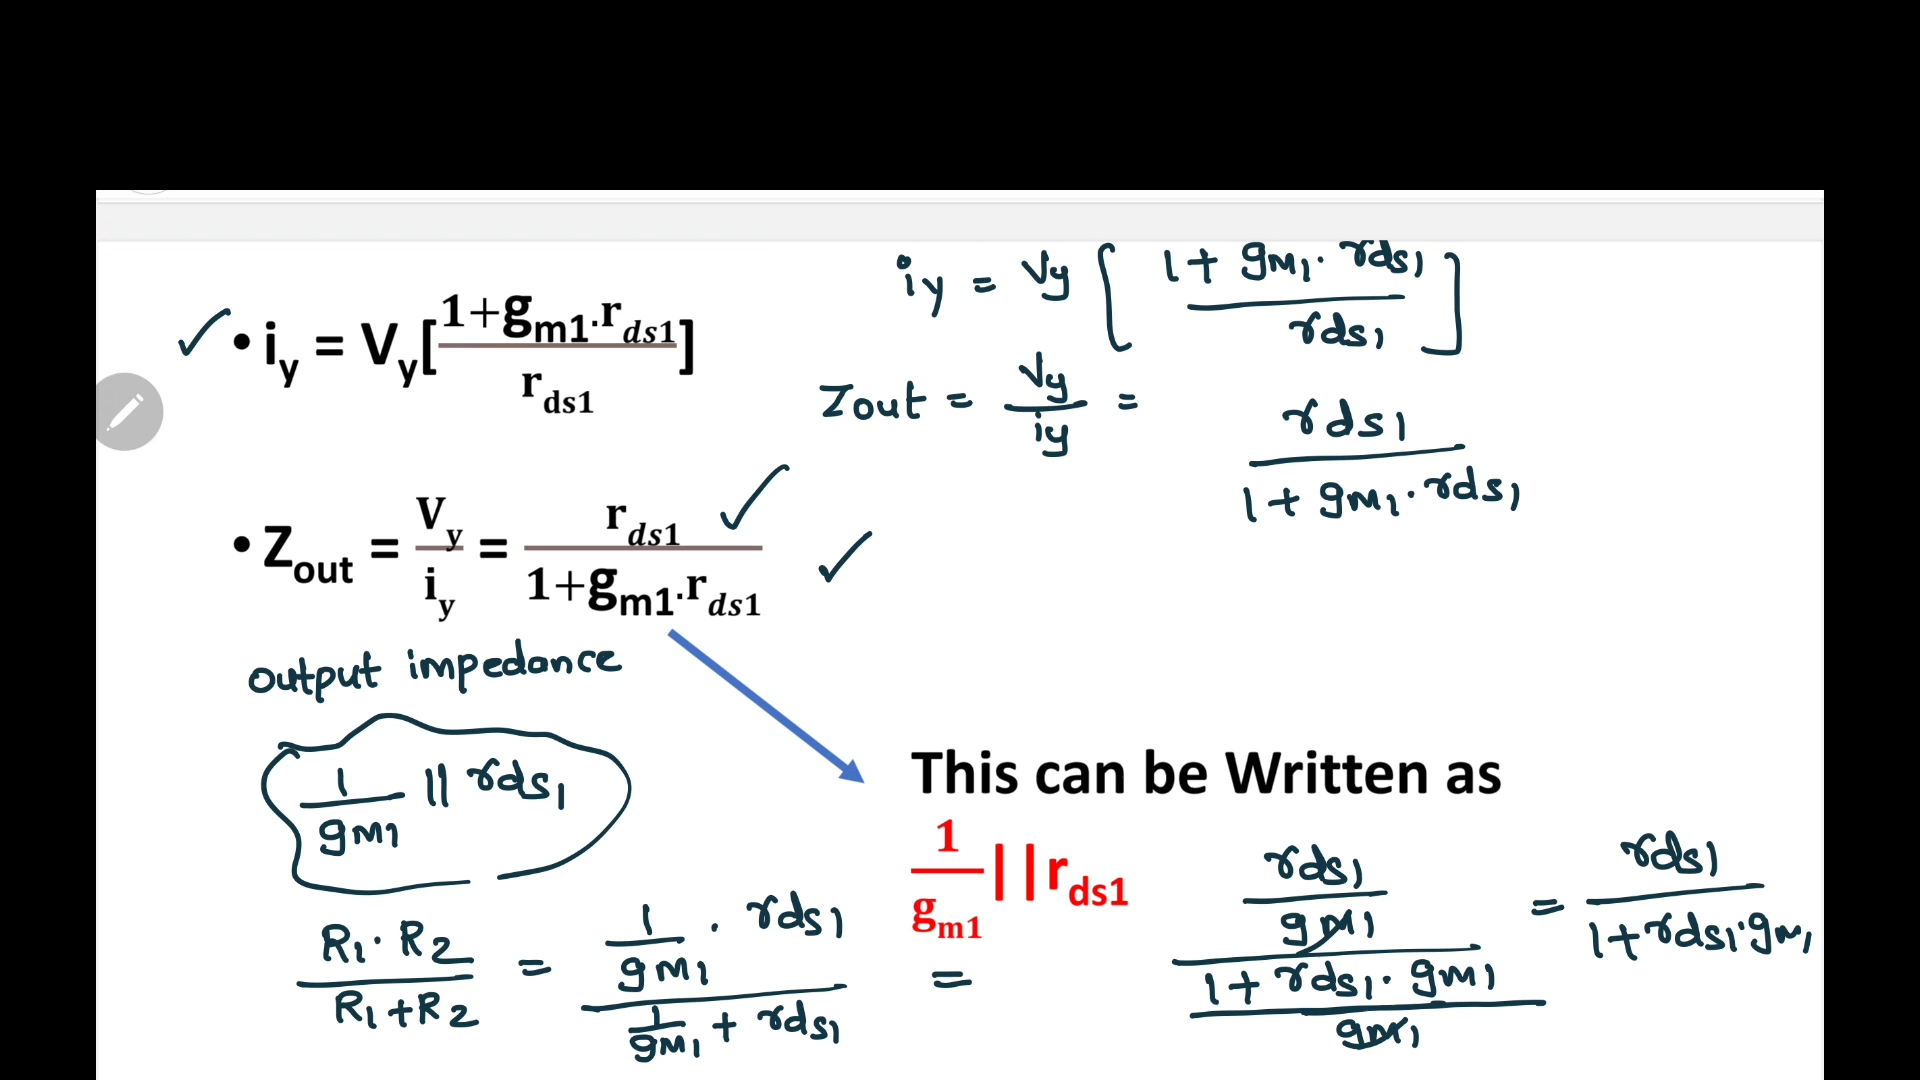 • i_y = V_y[(1+g_m1.r_ds1)/r_ds1]
iy = Vy [(1 + gm1. rds1)/rds1]
Zout = Vy/iy = rds1/(1 + gm1. rds1)
• Z_out = V_y/i_y = r_ds1/(1+g_m1.r_ds1)
output impedance
1/gm1 || rds1
This can be Written as
1/g_m1 ||r_ds1
(R1. R2)/(R1+R2) = (1/gm1 . rds1)/(1/gm1 + rds1) = (rds1/gm1)/((1+ rds1. gm1)/gm1) = rds1/(1+rds1.gm1)